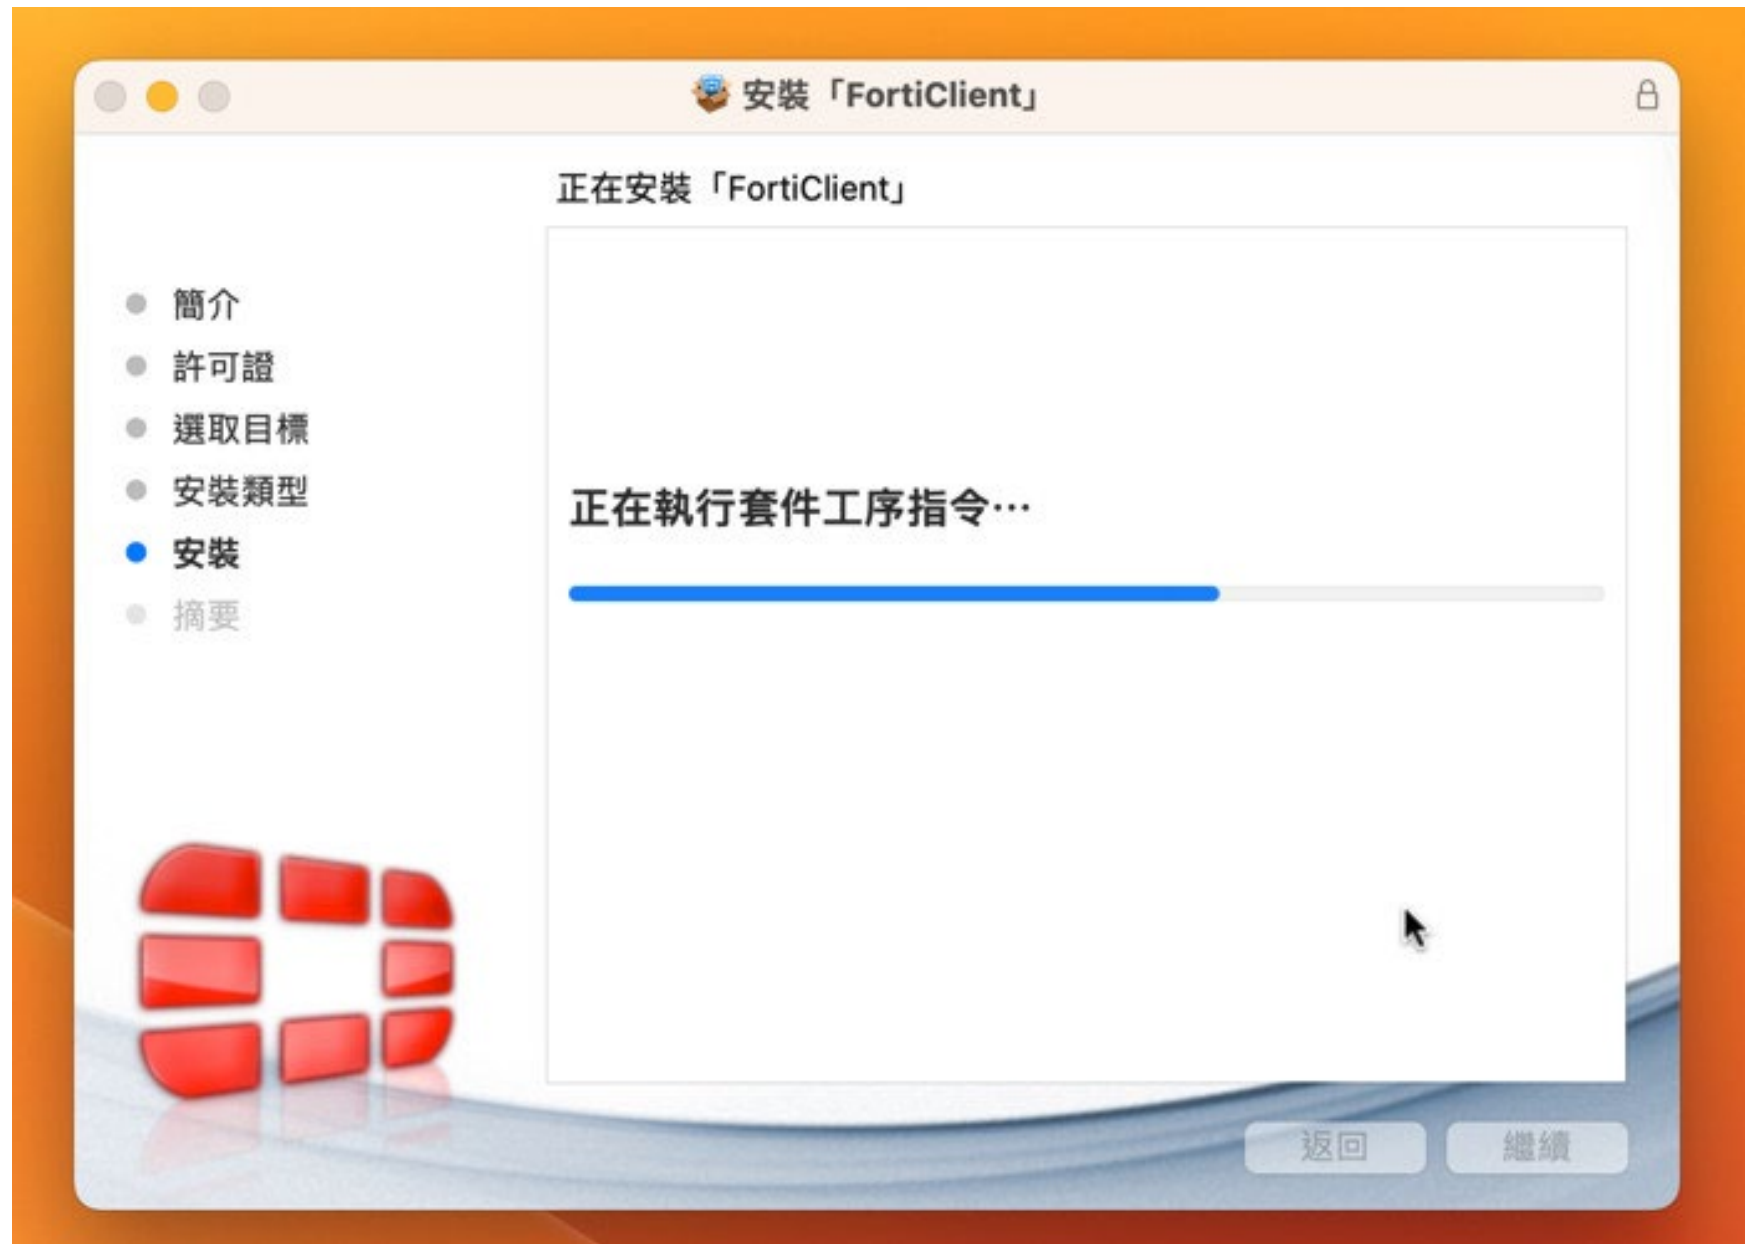 安裝「FortiClient」
正在安裝「FortiClient」
簡介
許可證
選取目標
安裝類型
安裝
摘要
正在執行套件工序指令⋯
返回
繼續